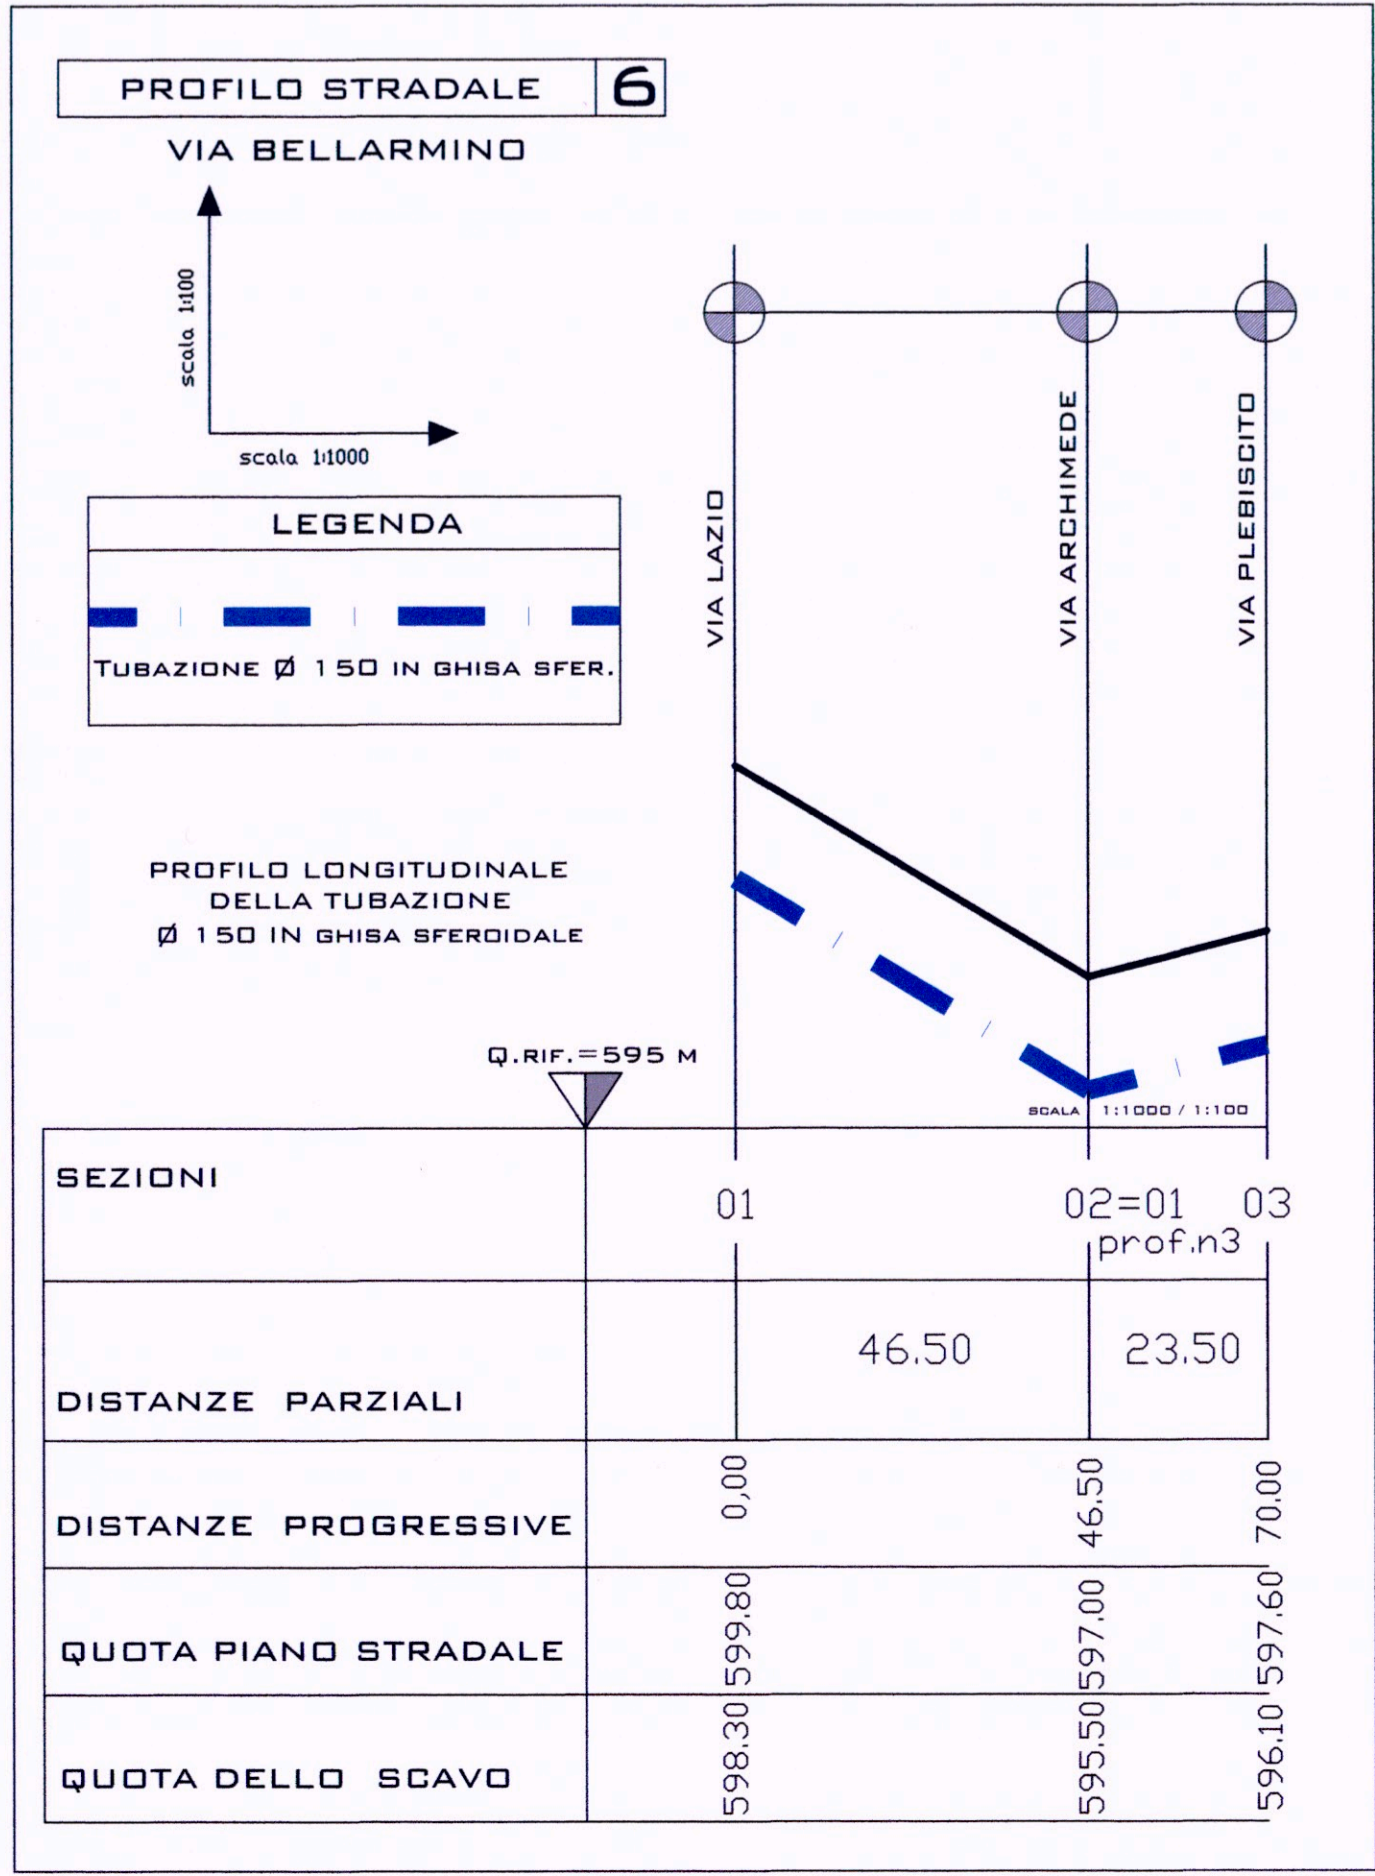 PROFILO STRADALE 6
VIA BELLARMINO
scala 1:100
scala 1:1000
LEGENDA
TUBAZIONE Ø 150 IN GHISA SFER.
VIA LAZIO
VIA ARCHIMEDE
VIA PLEBISCITO
PROFILO LONGITUDINALE
DELLA TUBAZIONE
Ø 150 IN GHISA SFEROIDALE
Q.RIF.=595 M
SCALA 1:1000 / 1:100
SEZIONI 01 02=01 03
prof.n3
DISTANZE PARZIALI 46.50 23.50
DISTANZE PROGRESSIVE 0,00 46.50 70.00
QUOTA PIANO STRADALE 599.80 597.00 597.60
QUOTA DELLO SCAVO 598.30 595.50 596.10